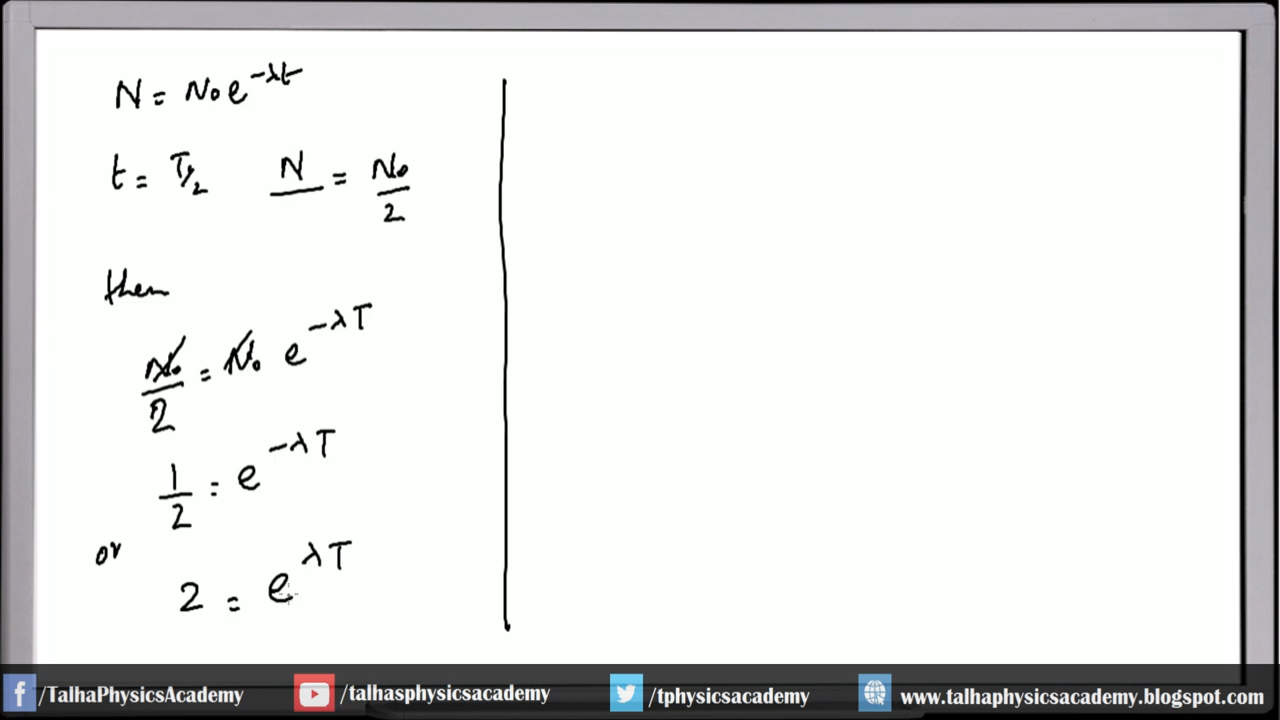 N = N₀e^{-λt}
t = T/2   N = N₀/2
then
N₀/2 = N₀ e^{-λT}
1/2 = e^{-λT}
or
2 = e^{λT}
/TalhaPhysicsAcademy /talhasphysicsacademy /tphysicsacademy www.talhaphysicsacademy.blogspot.com